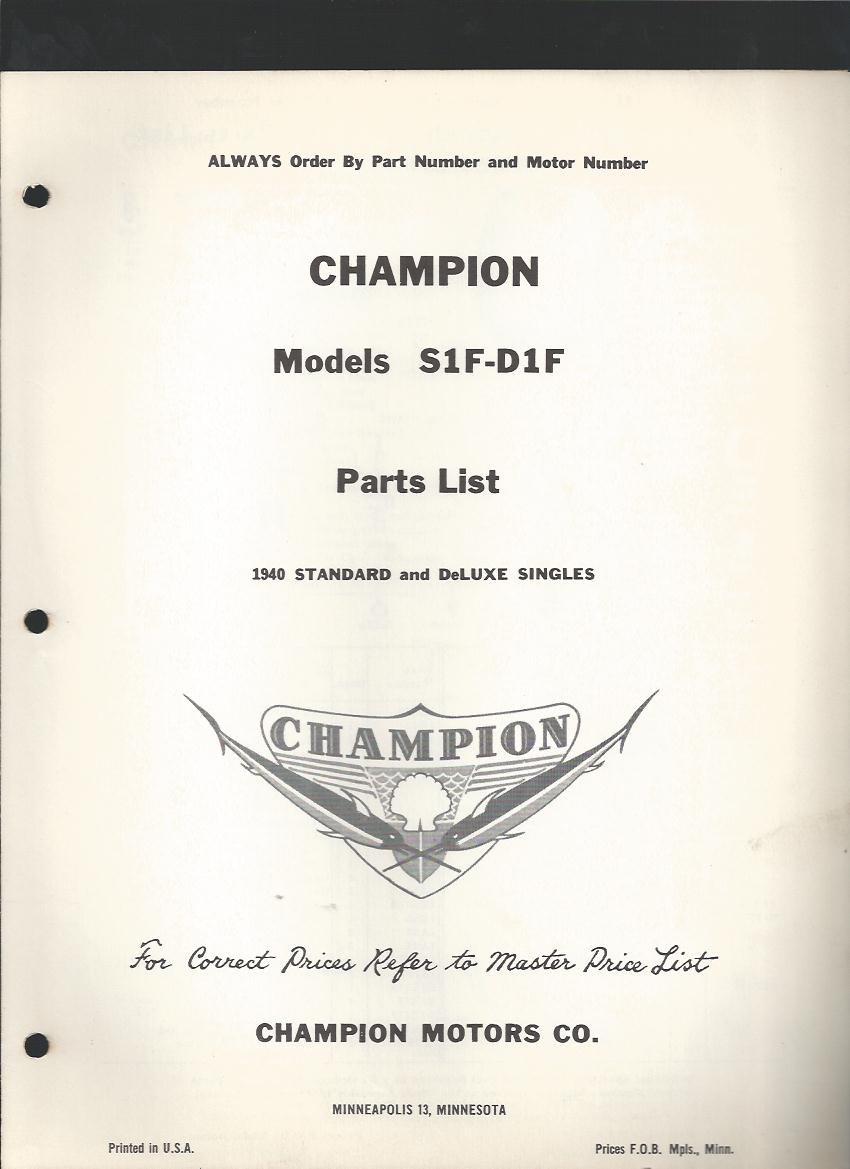 ALWAYS Order By Part Number and Motor Number
CHAMPION
Models S1F-D1F
Parts List
1940 STANDARD and DeLUXE SINGLES
CHAMPION
For Correct Prices Refer to Master Price List
CHAMPION MOTORS CO.
MINNEAPOLIS 13, MINNESOTA
Printed in U.S.A.
Prices F.O.B. Mpls., Minn.